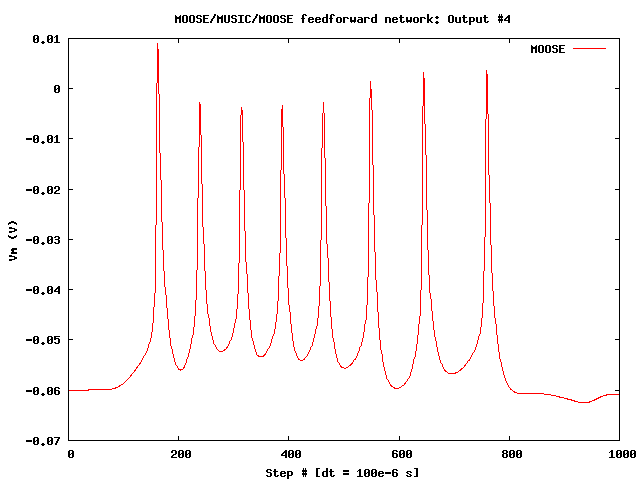 MOOSE/MUSIC/MOOSE feedforward network: Output #4
MOOSE
0.01
0
-0.01
-0.02
-0.03
-0.04
-0.05
-0.06
-0.07
Vm (V)
0 200 400 600 800 1000
Step # [dt = 100e-6 s]